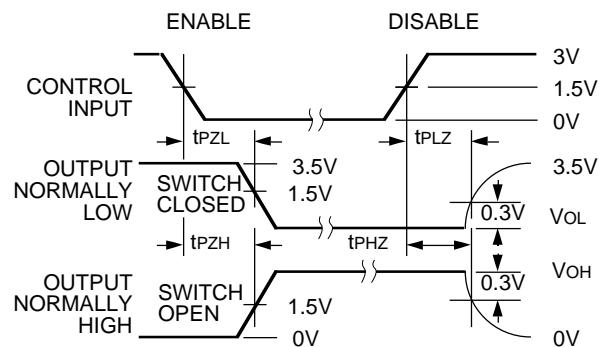 ENABLE
DISABLE
CONTROL
INPUT
3V
1.5V
0V
tPZL
tPLZ
OUTPUT
NORMALLY
LOW
SWITCH
CLOSED
3.5V
1.5V
3.5V
0.3V
VOL
tPZH
tPHZ
OUTPUT
NORMALLY
HIGH
SWITCH
OPEN
1.5V
0V
VOH
0.3V
0V